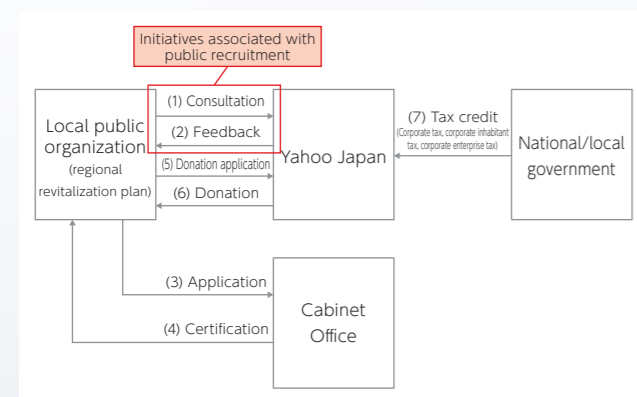 Initiatives associated with
public recruitment
(1) Consultation
(2) Feedback
Local public
organization
(regional
revitalization plan)
(5) Donation application
(6) Donation
Yahoo Japan
(7) Tax credit
(Corporate tax, corporate inhabitant
tax, corporate enterprise tax)
National/local
government
(3) Application
(4) Certification
Cabinet
Office